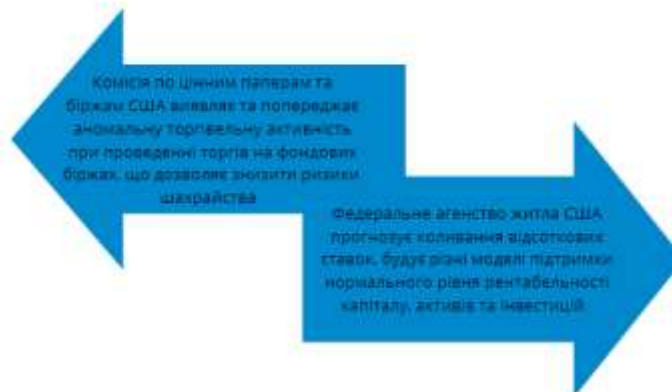 Комісія по цінним паперам та
біржам США виявляє та попереджає
аномальну торгівельну активність
при проведенні торгів на фондових
біржах, що дозволяє знизити ризики
шахрайства
Федеральне агенство житла США
прогнозує коливання відсоткових
ставок, будує різні моделі підтримки
нормального рівня рентабельності
капіталу, активів та інвестицій